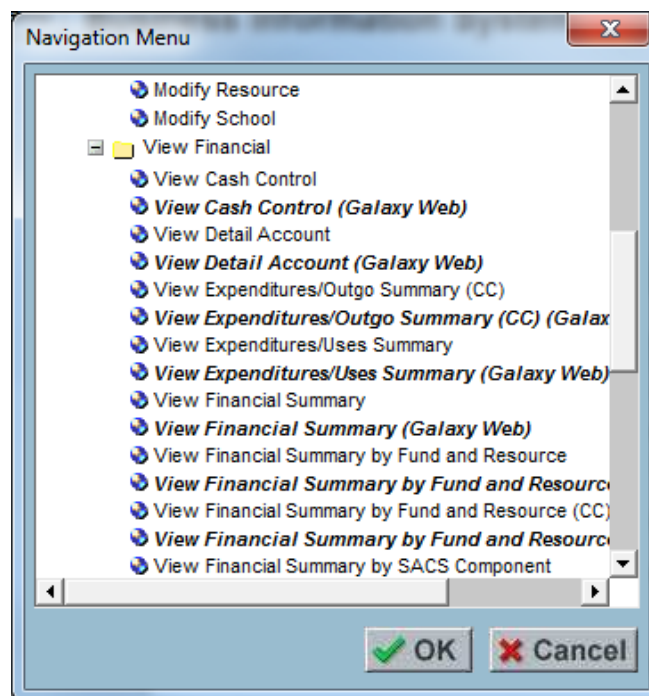 Business Information System
Navigation Menu
Modify Resource
Modify School
View Financial
View Cash Control
View Cash Control (Galaxy Web)
View Detail Account
View Detail Account (Galaxy Web)
View Expenditures/Outgo Summary (CC)
View Expenditures/Outgo Summary (CC) (Galax
View Expenditures/Uses Summary
View Expenditures/Uses Summary (Galaxy Web)
View Financial Summary
View Financial Summary (Galaxy Web)
View Financial Summary by Fund and Resource
View Financial Summary by Fund and Resourc
View Financial Summary by Fund and Resource (CC)
View Financial Summary by Fund and Resourc
View Financial Summary by SACS Component
OK Cancel